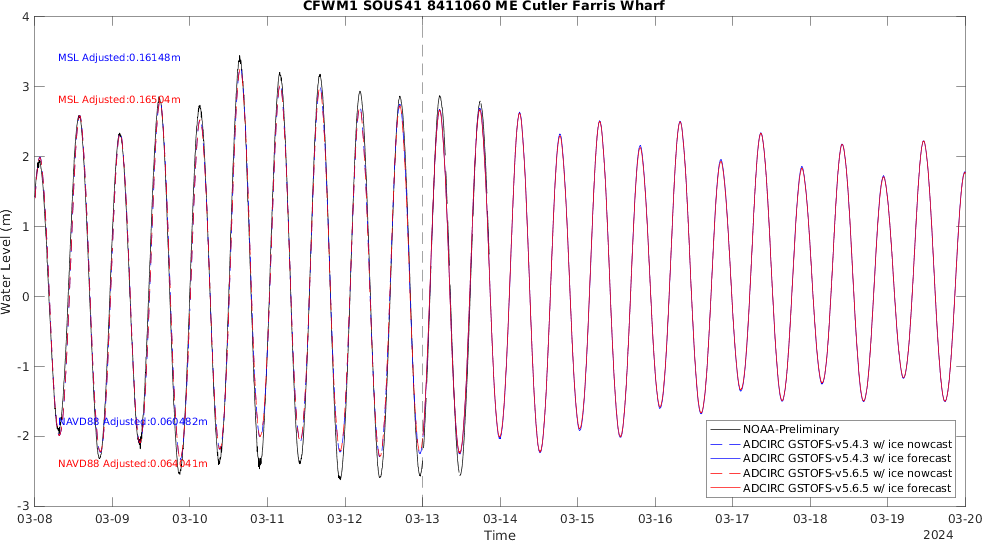 CFWM1 SOUS41 8411060 ME Cutler Farris Wharf
4
3
2
1
0
-1
-2
-3
Water Level (m)
MSL Adjusted:0.16148m
MSL Adjusted:0.16504m
NAVD88 Adjusted:0.060482m
NAVD88 Adjusted:0.064041m
NOAA-Preliminary
ADCIRC GSTOFS-v5.4.3 w/ ice nowcast
ADCIRC GSTOFS-v5.4.3 w/ ice forecast
ADCIRC GSTOFS-v5.6.5 w/ ice nowcast
ADCIRC GSTOFS-v5.6.5 w/ ice forecast
03-08 03-09 03-10 03-11 03-12 03-13 03-14 03-15 03-16 03-17 03-18 03-19 03-20
Time
2024